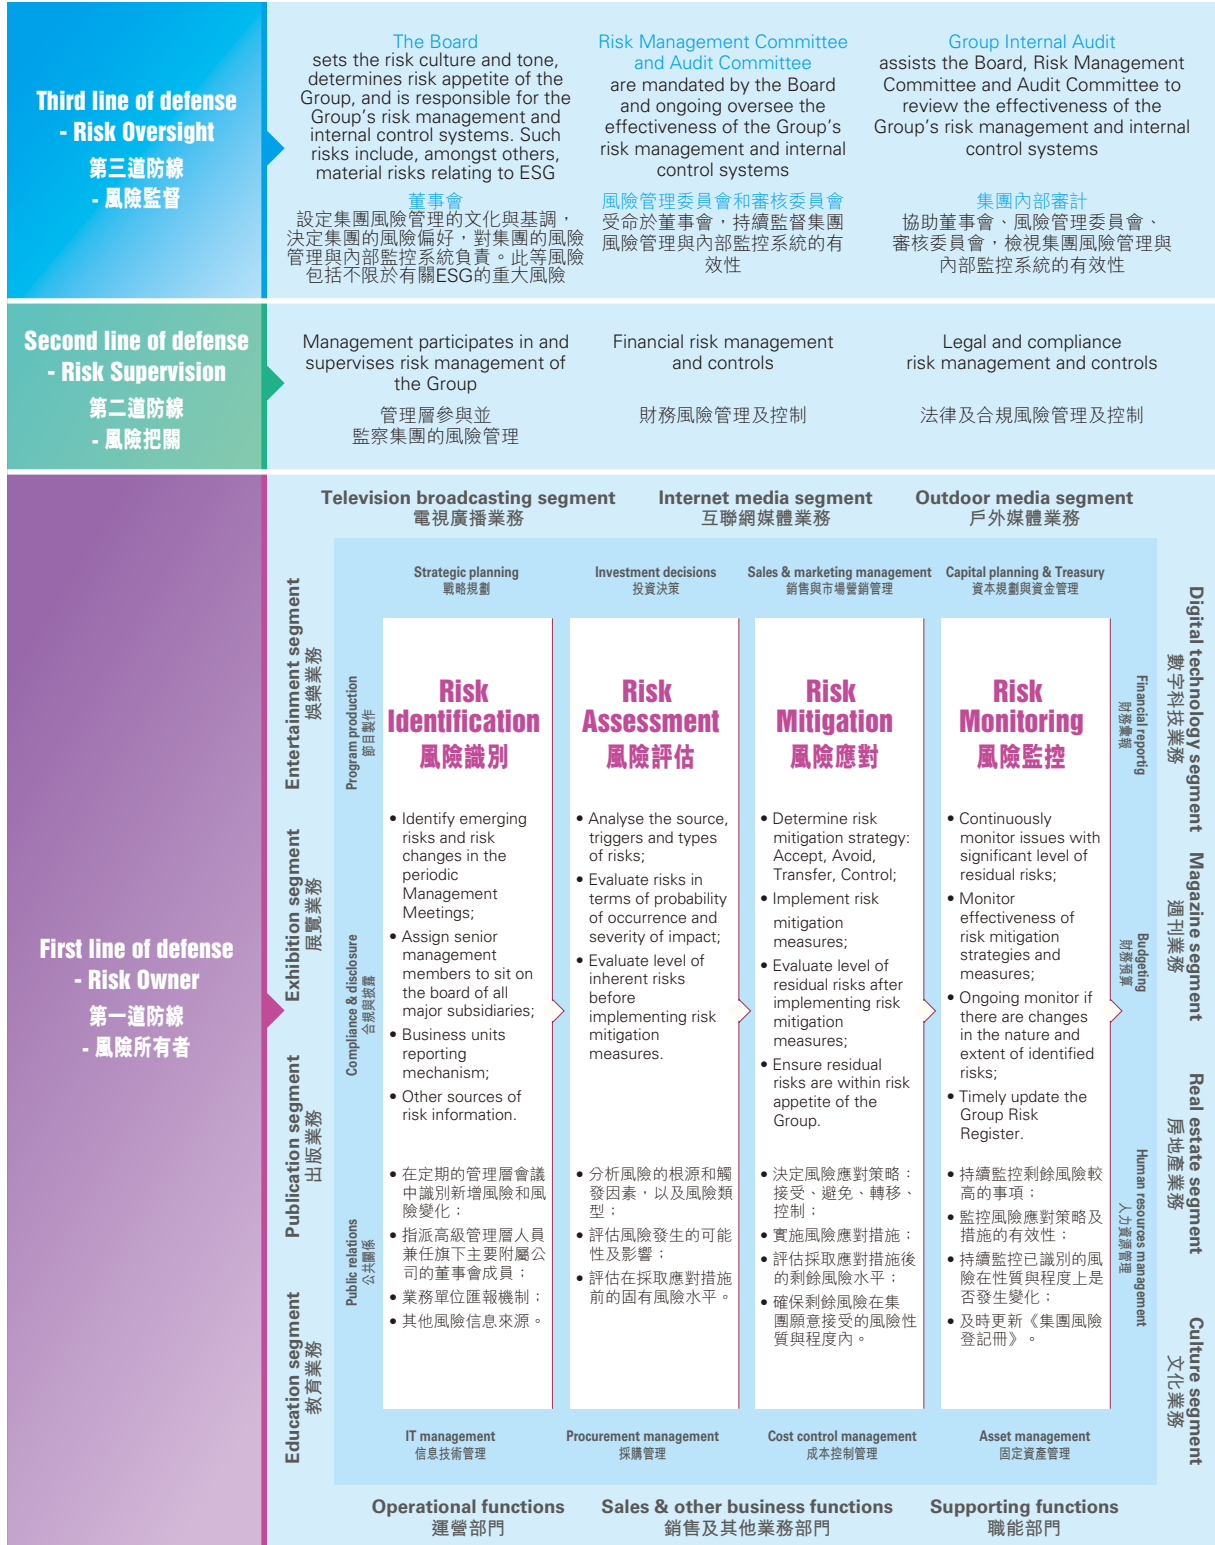 Third line of defense
- Risk Oversight
第三道防線
- 風險監督
The Board
sets the risk culture and tone,
determines risk appetite of the
Group, and is responsible for the
Group's risk management and
internal control systems. Such
risks include, amongst others,
material risks relating to ESG
董事會
設定集團風險管理的文化與基調，
決定集團的風險偏好，對集團的風險
管理與內部監控系統負責。此等風險
包括不限於有關ESG的重大風險
Risk Management Committee
and Audit Committee
are mandated by the Board
and ongoing oversee the
effectiveness of the Group's
risk management and internal
control systems
風險管理委員會和審核委員會
受命於董事會，持續監督集團
風險管理與內部監控系統的有
效性
Group Internal Audit
assists the Board, Risk Management
Committee and Audit Committee to
review the effectiveness of the
Group's risk management and internal
control systems
集團內部審計
協助董事會、風險管理委員會、
審核委員會，檢視集團風險管理與
內部監控系統的有效性
Second line of defense
- Risk Supervision
第二道防線
- 風險把關
Management participates in and
supervises risk management of
the Group
管理層參與並
監察集團的風險管理
Financial risk management
and controls
財務風險管理及控制
Legal and compliance
risk management and controls
法律及合規風險管理及控制
First line of defense
- Risk Owner
第一道防線
- 風險所有者
Television broadcasting segment
電視廣播業務
Internet media segment
互聯網媒體業務
Outdoor media segment
戶外媒體業務
Entertainment segment
娛樂業務
Exhibition segment
展覽業務
Publication segment
出版業務
Education segment
教育業務
Strategic planning
戰略規劃
Investment decisions
投資決策
Sales & marketing management
銷售與市場營銷管理
Capital planning & Treasury
資本規劃與資金管理
Program production
節目製作
Compliance & disclosure
合規與披露
Public relations
公共關係
Risk
Identification
風險識別
• Identify emerging
risks and risk
changes in the
periodic
Management
Meetings;
• Assign senior
management
members to sit on
the board of all
major subsidiaries;
• Business units
reporting
mechanism;
• Other sources of
risk information.
• 在定期的管理層會議
中識別新增風險和風
險變化；
• 指派高級管理層人員
兼任旗下主要附屬公
司的董事會成員；
• 業務單位匯報機制；
• 其他風險信息來源。
Risk
Assessment
風險評估
• Analyse the source,
triggers and types
of risks;
• Evaluate risks in
terms of probability
of occurrence and
severity of impact;
• Evaluate level of
inherent risks
before
implementing risk
mitigation
measures.
• 分析風險的根源和觸
發因素，以及風險類
型；
• 評估風險發生的可能
性及影響；
• 評估在採取應對措施
前的固有風險水平。
Risk
Mitigation
風險應對
• Determine risk
mitigation strategy:
Accept, Avoid,
Transfer, Control;
• Implement risk
mitigation
measures;
• Evaluate level of
residual risks after
implementing risk
mitigation
measures;
• Ensure residual
risks are within risk
appetite of the
Group.
• 決定風險應對策略：
接受、避免、轉移、
控制；
• 實施風險應對措施；
• 評估採取應對措施後
的剩餘風險水平；
• 確保剩餘風險在集
團願意接受的風險性
質與程度內。
Risk
Monitoring
風險監控
• Continuously
monitor issues with
significant level of
residual risks;
• Monitor
effectiveness of
risk mitigation
strategies and
measures;
• Ongoing monitor if
there are changes
in the nature and
extent of identified
risks;
• Timely update the
Group Risk
Register.
• 持續監控剩餘風險較
高的事項；
• 監控風險應對策略及
措施的有效性；
• 持續監控已識別的風
險在性質與程度上是
否發生變化；
• 及時更新《集團風險
登記冊》。
Financial reportig
財務彙報
Budgeting
財務預算
Human resources management
人力資源管理
IT management
信息技術管理
Procurement management
採購管理
Cost control management
成本控制管理
Asset management
固定資產管理
Digital technology segment
數字科技業務
Magazine segment
週刊業務
Real estate segment
房地產業務
Culture segment
文化業務
Operational functions
運營部門
Sales & other business functions
銷售及其他業務部門
Supporting functions
職能部門